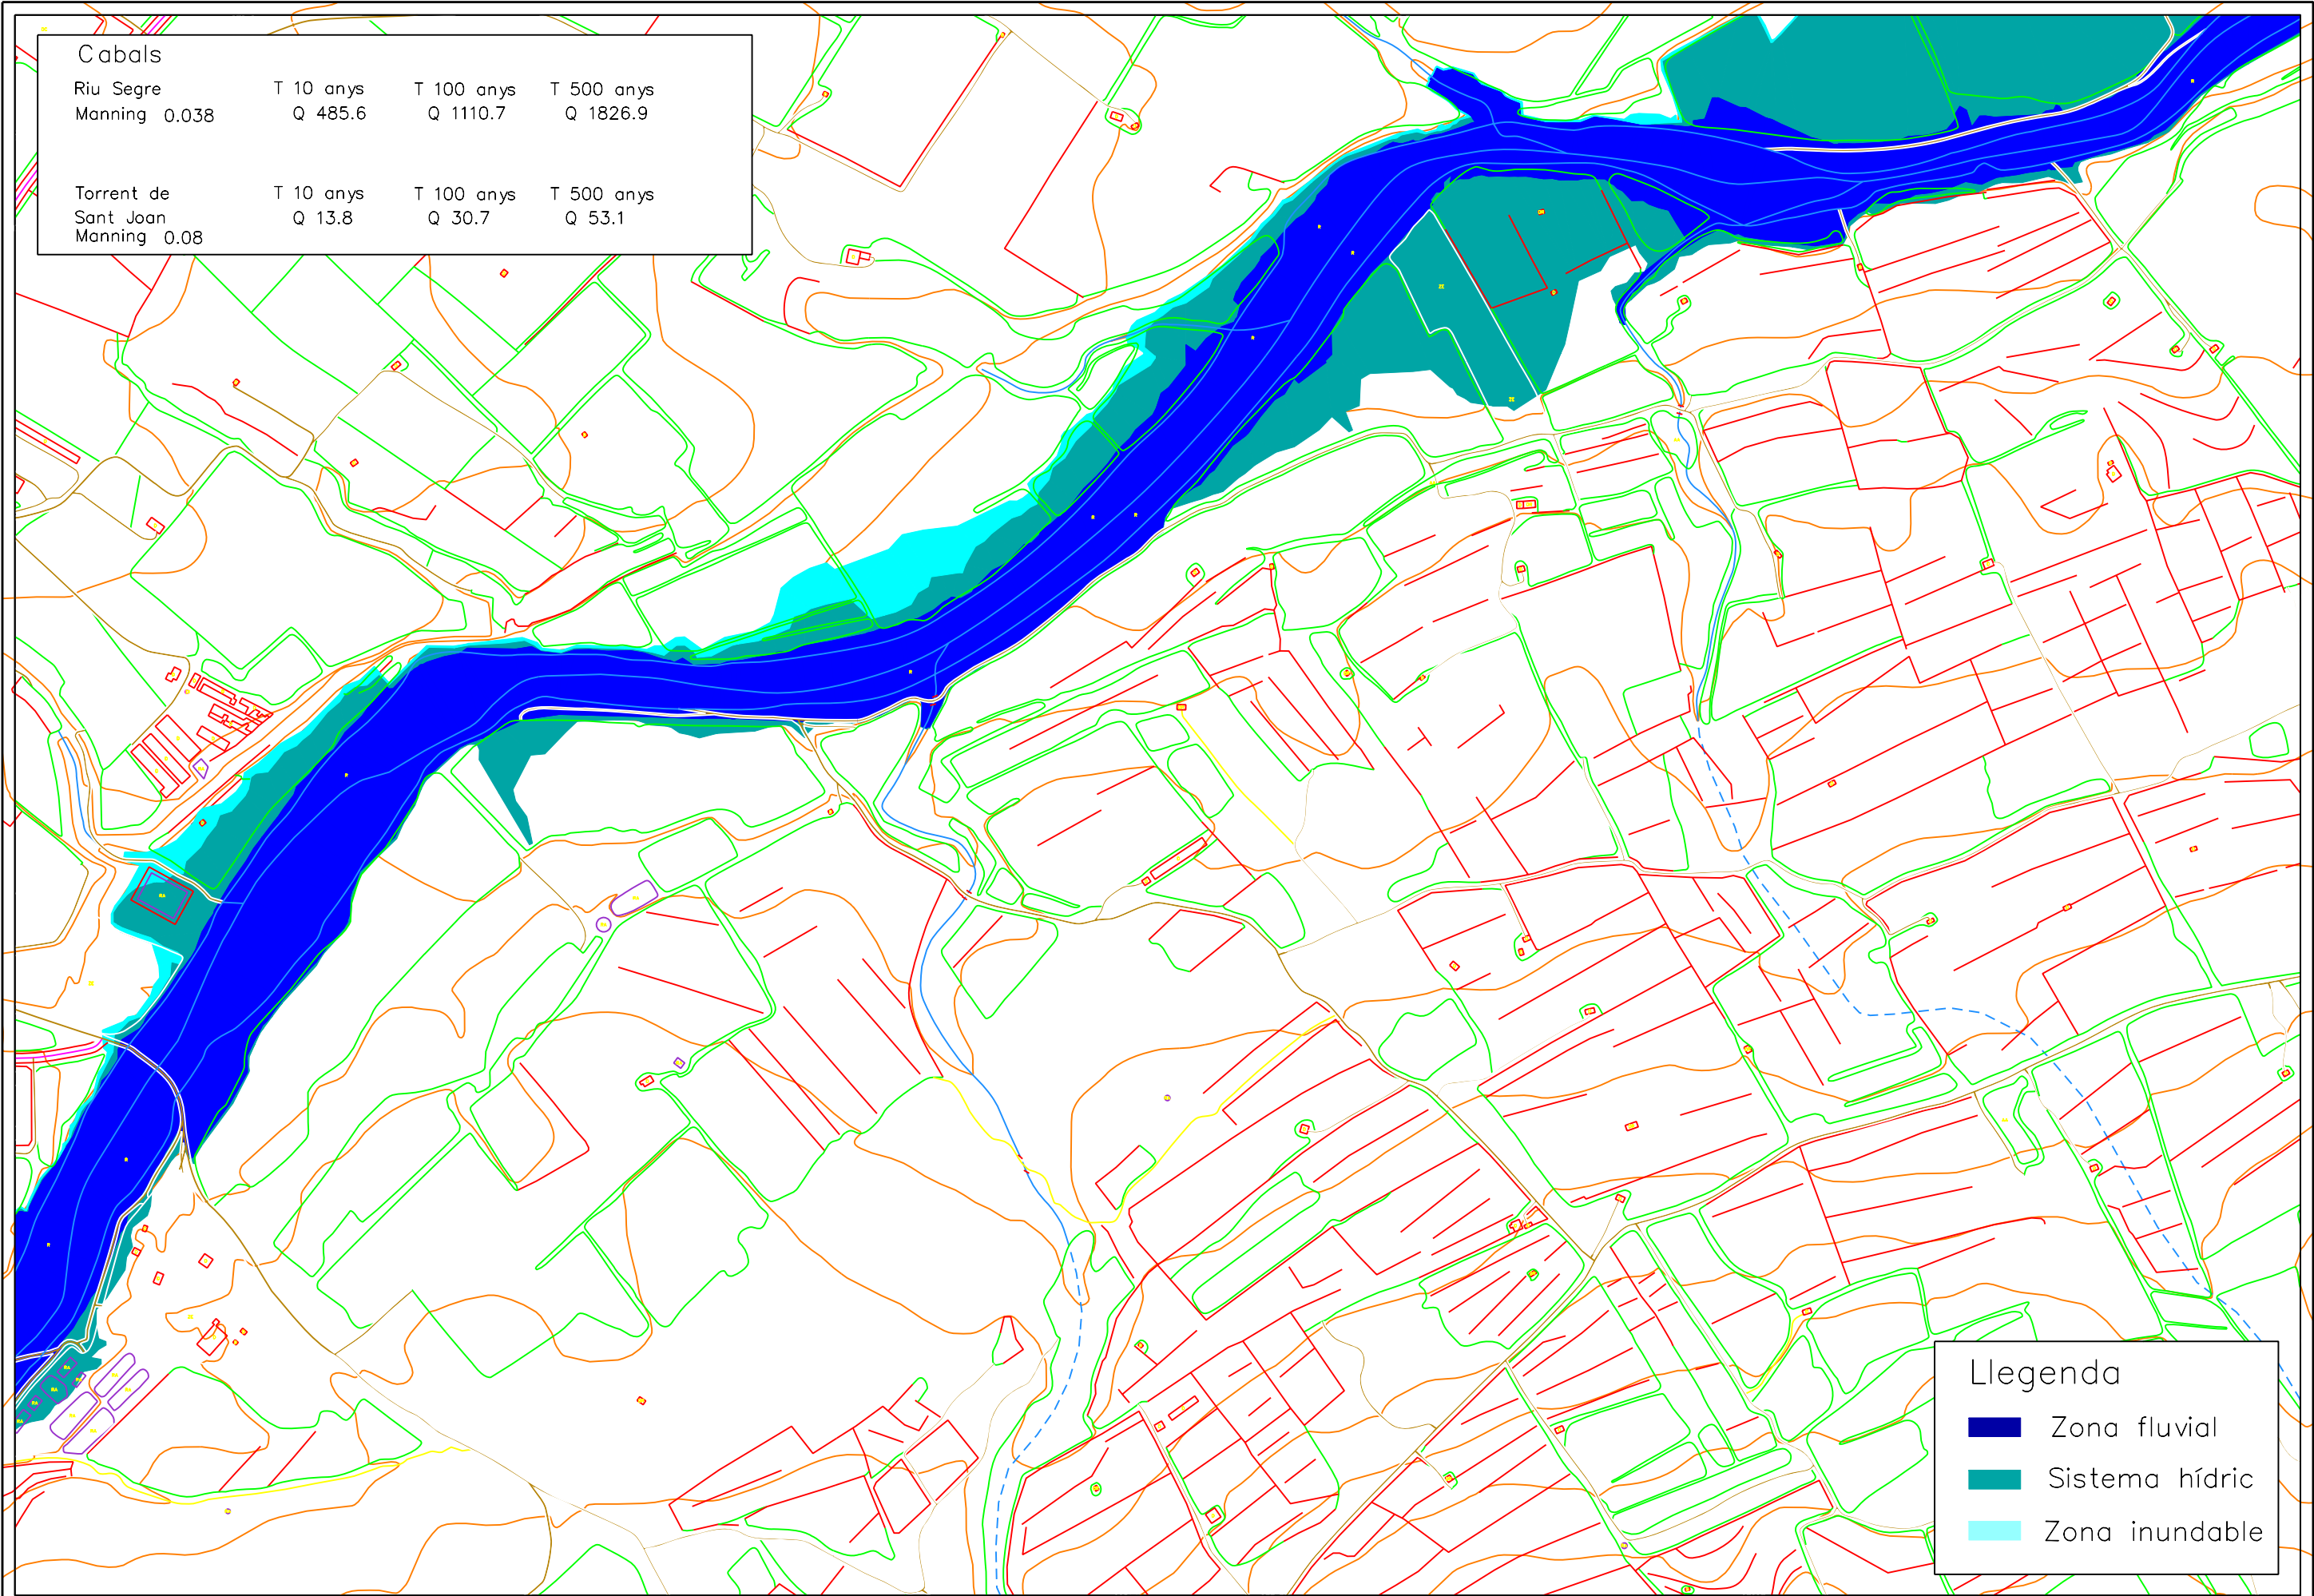 Cabals
Riu Segre T 10 anys T 100 anys T 500 anys
Manning 0.038 Q 485.6 Q 1110.7 Q 1826.9
Torrent de T 10 anys T 100 anys T 500 anys
Sant Joan Q 13.8 Q 30.7 Q 53.1
Manning 0.08
Llegenda
Zona fluvial
Sistema hídric
Zona inundable